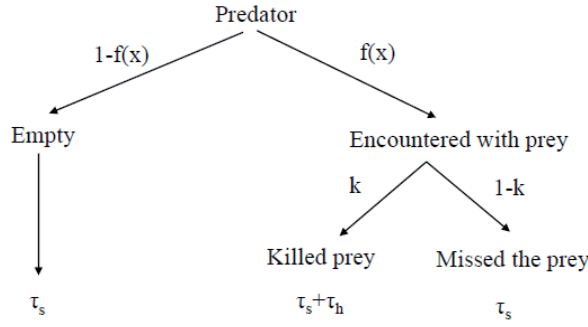 Predator
1-f(x) f(x)
Empty Encountered with prey
k 1-k
Killed prey Missed the prey
τs τs+τh τs